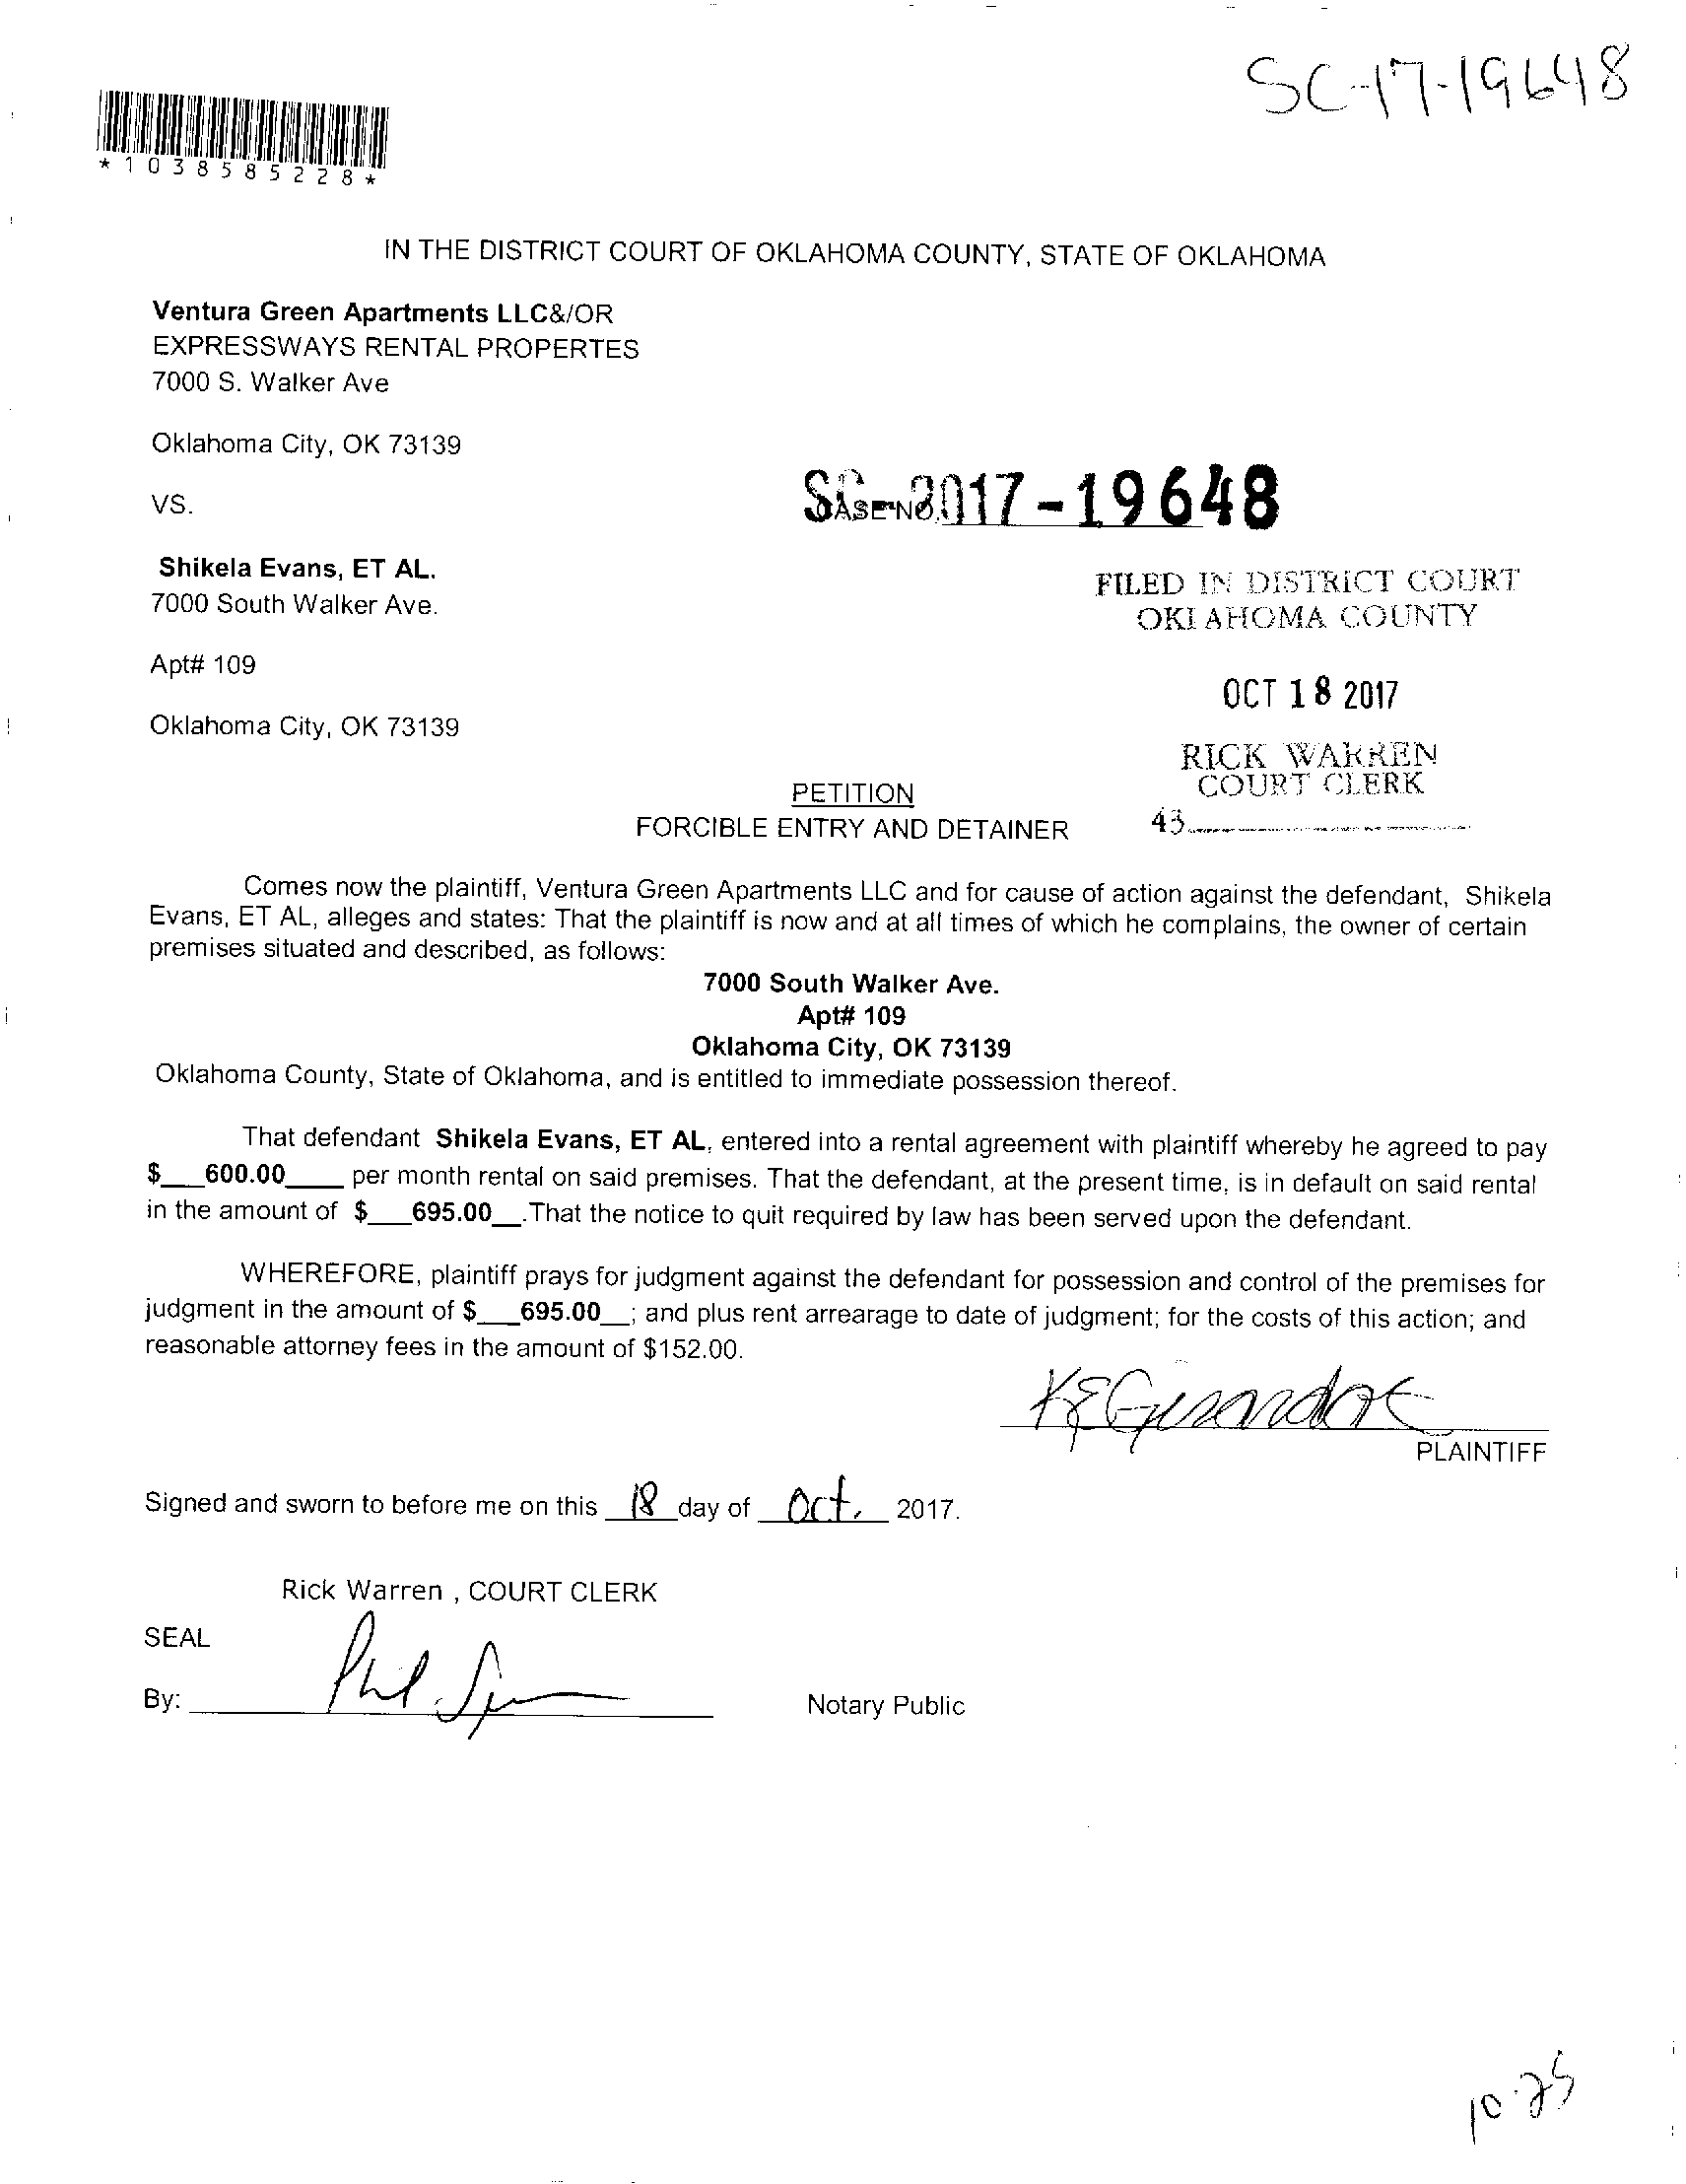 SC-17-19648
*1038585228*
IN THE DISTRICT COURT OF OKLAHOMA COUNTY, STATE OF OKLAHOMA
Ventura Green Apartments LLC&/OR
EXPRESSWAYS RENTAL PROPERTES
7000 S. Walker Ave
Oklahoma City, OK 73139
VS.
SC-2017-19648
Shikela Evans, ET AL.
7000 South Walker Ave.
Apt# 109
Oklahoma City, OK 73139
FILED IN DISTRICT COURT
OKLAHOMA COUNTY
OCT 18 2017
RICK WARREN
COURT CLERK
43
PETITION
FORCIBLE ENTRY AND DETAINER
Comes now the plaintiff, Ventura Green Apartments LLC and for cause of action against the defendant, Shikela
Evans, ET AL, alleges and states: That the plaintiff is now and at all times of which he complains, the owner of certain
premises situated and described, as follows:
7000 South Walker Ave.
Apt# 109
Oklahoma City, OK 73139
Oklahoma County, State of Oklahoma, and is entitled to immediate possession thereof.
That defendant Shikela Evans, ET AL, entered into a rental agreement with plaintiff whereby he agreed to pay
$___600.00____ per month rental on said premises. That the defendant, at the present time, is in default on said rental
in the amount of $___695.00__.That the notice to quit required by law has been served upon the defendant.
WHEREFORE, plaintiff prays for judgment against the defendant for possession and control of the premises for
judgment in the amount of $___695.00__; and plus rent arrearage to date of judgment; for the costs of this action; and
reasonable attorney fees in the amount of $152.00.
PLAINTIFF
Signed and sworn to before me on this 18 day of Oct. 2017.
Rick Warren , COURT CLERK
SEAL
By: Notary Public
10-25